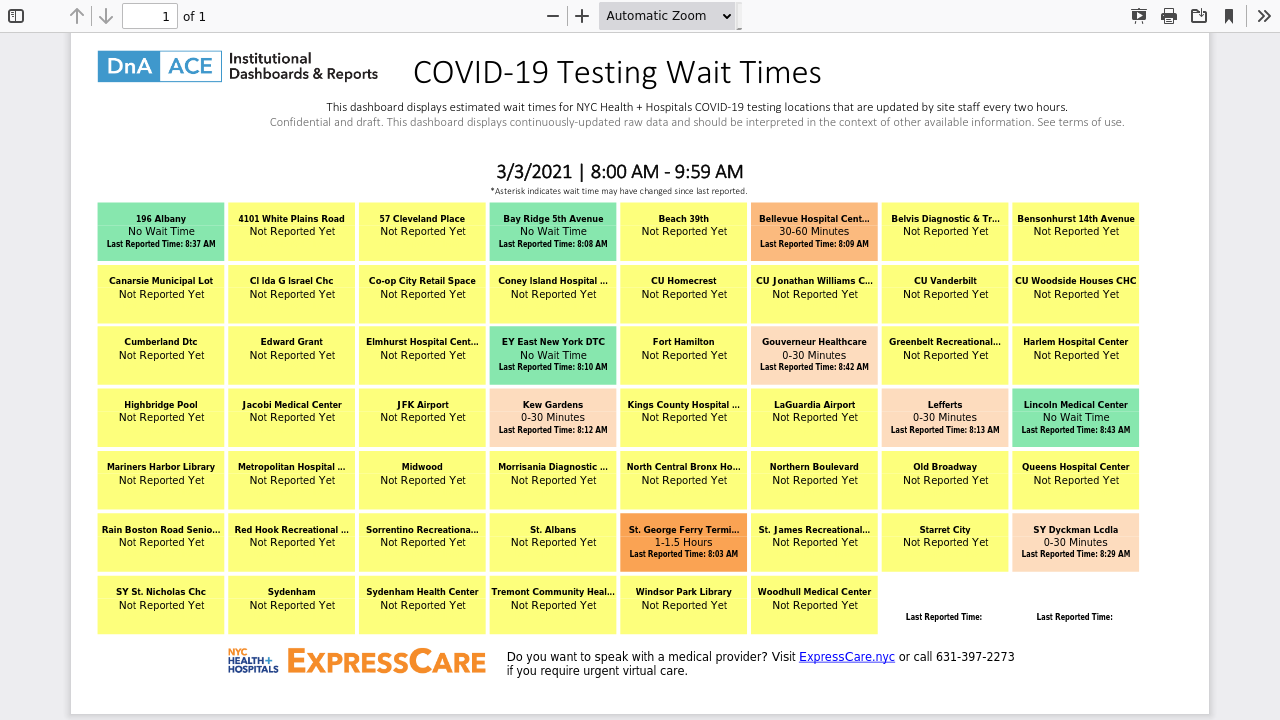 1 of 1 Automatic Zoom
DnA ACE Institutional Dashboards & Reports
COVID-19 Testing Wait Times
This dashboard displays estimated wait times for NYC Health + Hospitals COVID-19 testing locations that are updated by site staff every two hours.
Confidential and draft. This dashboard displays continuously-updated raw data and should be interpreted in the context of other available information. See terms of use.
3/3/2021 | 8:00 AM - 9:59 AM
*Asterisk indicates wait time may have changed since last reported.
196 Albany
No Wait Time
Last Reported Time: 8:37 AM
4101 White Plains Road
Not Reported Yet
57 Cleveland Place
Not Reported Yet
Bay Ridge 5th Avenue
No Wait Time
Last Reported Time: 8:08 AM
Beach 39th
Not Reported Yet
Bellevue Hospital Cent...
30-60 Minutes
Last Reported Time: 8:09 AM
Belvis Diagnostic & Tr...
Not Reported Yet
Bensonhurst 14th Avenue
Not Reported Yet
Canarsie Municipal Lot
Not Reported Yet
CI Ida G Israel Chc
Not Reported Yet
Co-op City Retail Space
Not Reported Yet
Coney Island Hospital ...
Not Reported Yet
CU Homecrest
Not Reported Yet
CU Jonathan Williams C...
Not Reported Yet
CU Vanderbilt
Not Reported Yet
CU Woodside Houses CHC
Not Reported Yet
Cumberland Dtc
Not Reported Yet
Edward Grant
Not Reported Yet
Elmhurst Hospital Cent...
Not Reported Yet
EY East New York DTC
No Wait Time
Last Reported Time: 8:10 AM
Fort Hamilton
Not Reported Yet
Gouverneur Healthcare
0-30 Minutes
Last Reported Time: 8:42 AM
Greenbelt Recreational...
Not Reported Yet
Harlem Hospital Center
Not Reported Yet
Highbridge Pool
Not Reported Yet
Jacobi Medical Center
Not Reported Yet
JFK Airport
Not Reported Yet
Kew Gardens
0-30 Minutes
Last Reported Time: 8:12 AM
Kings County Hospital ...
Not Reported Yet
LaGuardia Airport
Not Reported Yet
Lefferts
0-30 Minutes
Last Reported Time: 8:13 AM
Lincoln Medical Center
No Wait Time
Last Reported Time: 8:43 AM
Mariners Harbor Library
Not Reported Yet
Metropolitan Hospital ...
Not Reported Yet
Midwood
Not Reported Yet
Morrisania Diagnostic ...
Not Reported Yet
North Central Bronx Ho...
Not Reported Yet
Northern Boulevard
Not Reported Yet
Old Broadway
Not Reported Yet
Queens Hospital Center
Not Reported Yet
Rain Boston Road Senio...
Not Reported Yet
Red Hook Recreational ...
Not Reported Yet
Sorrentino Recreationa...
Not Reported Yet
St. Albans
Not Reported Yet
St. George Ferry Termi...
1-1.5 Hours
Last Reported Time: 8:03 AM
St. James Recreational...
Not Reported Yet
Starret City
Not Reported Yet
SY Dyckman Lcdla
0-30 Minutes
Last Reported Time: 8:29 AM
SY St. Nicholas Chc
Not Reported Yet
Sydenham
Not Reported Yet
Sydenham Health Center
Not Reported Yet
Tremont Community Heal...
Not Reported Yet
Windsor Park Library
Not Reported Yet
Woodhull Medical Center
Not Reported Yet
Last Reported Time:
Last Reported Time:
NYC HEALTH+ HOSPITALS
EXPRESSCARE
Do you want to speak with a medical provider? Visit ExpressCare.nyc or call 631-397-2273
if you require urgent virtual care.